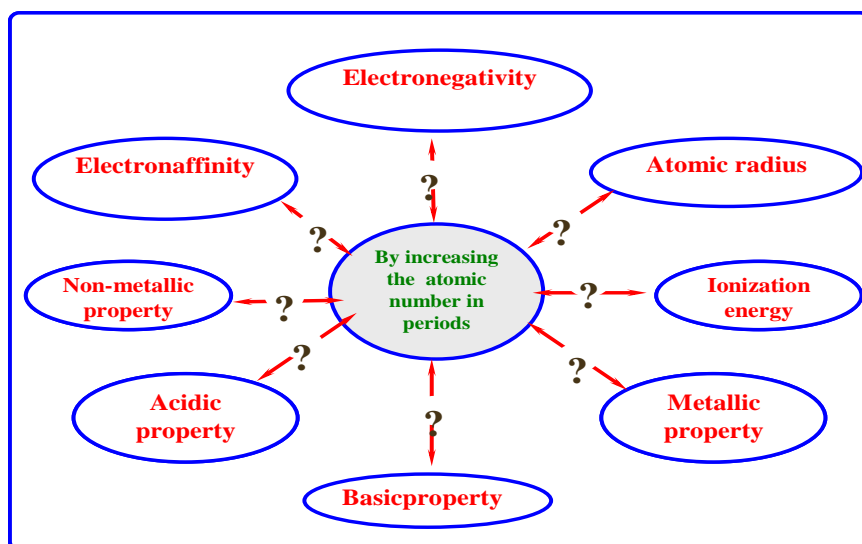 Electronegativity
Electronaffinity
Atomic radius
?
?
?
By increasing
the atomic
number in
periods
Non-metallic
property
?
?
Ionization
energy
?
?
Acidic
property
?
Metallic
property
Basicproperty